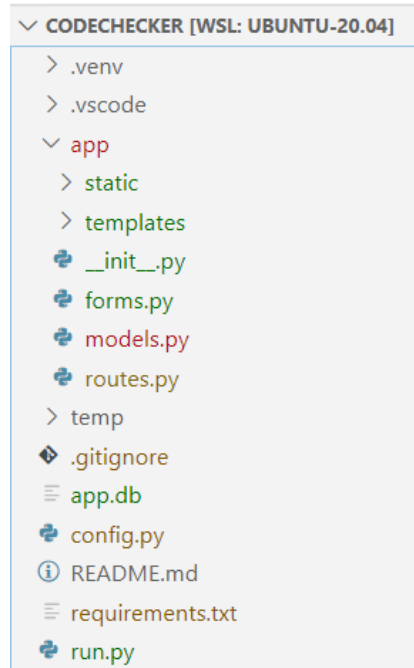 CODECHECKER [WSL: UBUNTU-20.04]
.venv
.vscode
app
static
templates
__init__.py
forms.py
models.py
routes.py
temp
.gitignore
app.db
config.py
README.md
requirements.txt
run.py